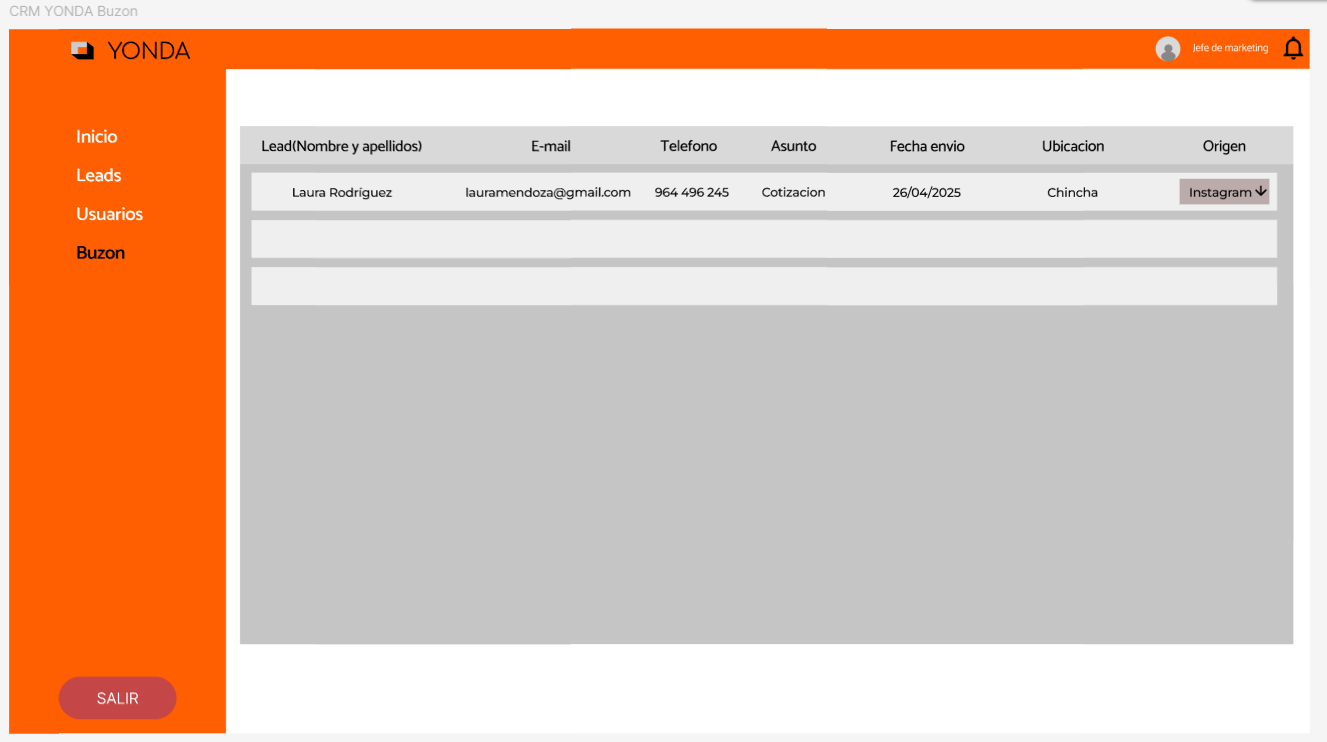 CRM YONDA Buzon
YONDA
Jefe de marketing
Inicio
Leads
Usuarios
Buzon
SALIR
Lead(Nombre y apellidos) E-mail Telefono Asunto Fecha envio Ubicacion Origen
Laura Rodríguez lauramendoza@gmail.com 964 496 245 Cotizacion 26/04/2025 Chincha Instagram